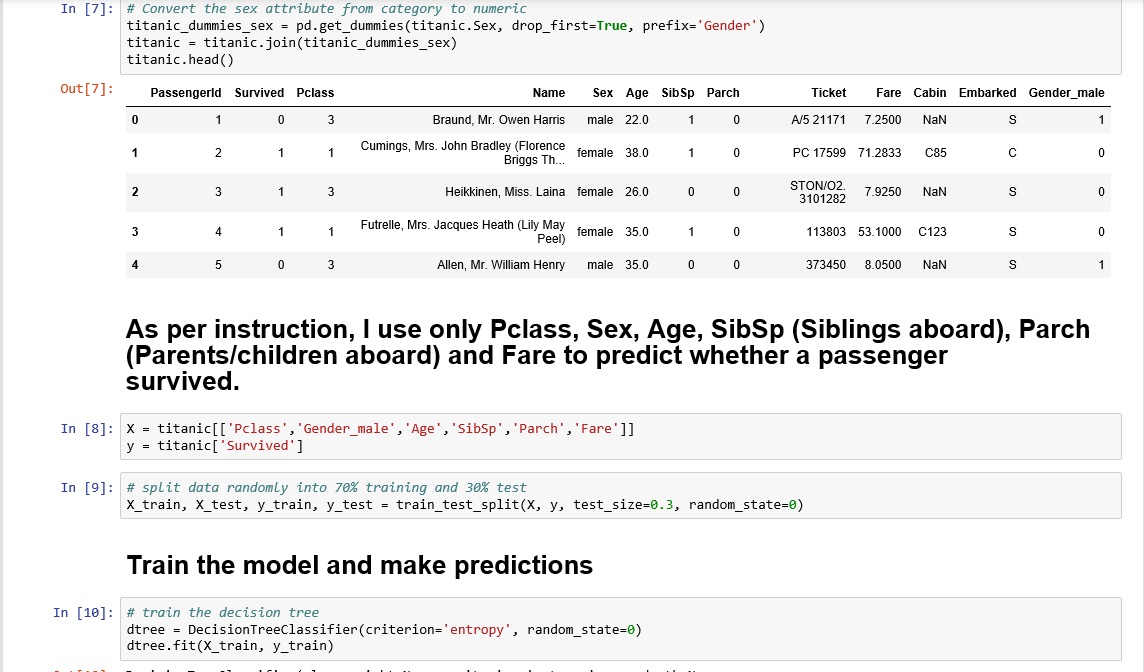 In [7]: # Convert the sex attribute from category to numeric
titanic_dummies_sex = pd.get_dummies(titanic.Sex, drop_first=True, prefix='Gender')
titanic = titanic.join(titanic_dummies_sex)
titanic.head()
Out[7]: PassengerId Survived Pclass Name Sex Age SibSp Parch Ticket Fare Cabin Embarked Gender_male
0 1 0 3 Braund, Mr. Owen Harris male 22.0 1 0 A/5 21171 7.2500 NaN S 1
1 2 1 1 Cumings, Mrs. John Bradley (Florence Briggs Th... female 38.0 1 0 PC 17599 71.2833 C85 C 0
2 3 1 3 Heikkinen, Miss. Laina female 26.0 0 0 STON/O2. 3101282 7.9250 NaN S 0
3 4 1 1 Futrelle, Mrs. Jacques Heath (Lily May Peel) female 35.0 1 0 113803 53.1000 C123 S 0
4 5 0 3 Allen, Mr. William Henry male 35.0 0 0 373450 8.0500 NaN S 1
As per instruction, I use only Pclass, Sex, Age, SibSp (Siblings aboard), Parch
(Parents/children aboard) and Fare to predict whether a passenger
survived.
In [8]: X = titanic[['Pclass','Gender_male','Age','SibSp','Parch','Fare']]
y = titanic['Survived']
In [9]: # split data randomly into 70% training and 30% test
X_train, X_test, y_train, y_test = train_test_split(X, y, test_size=0.3, random_state=0)
Train the model and make predictions
In [10]: # train the decision tree
dtree = DecisionTreeClassifier(criterion='entropy', random_state=0)
dtree.fit(X_train, y_train)